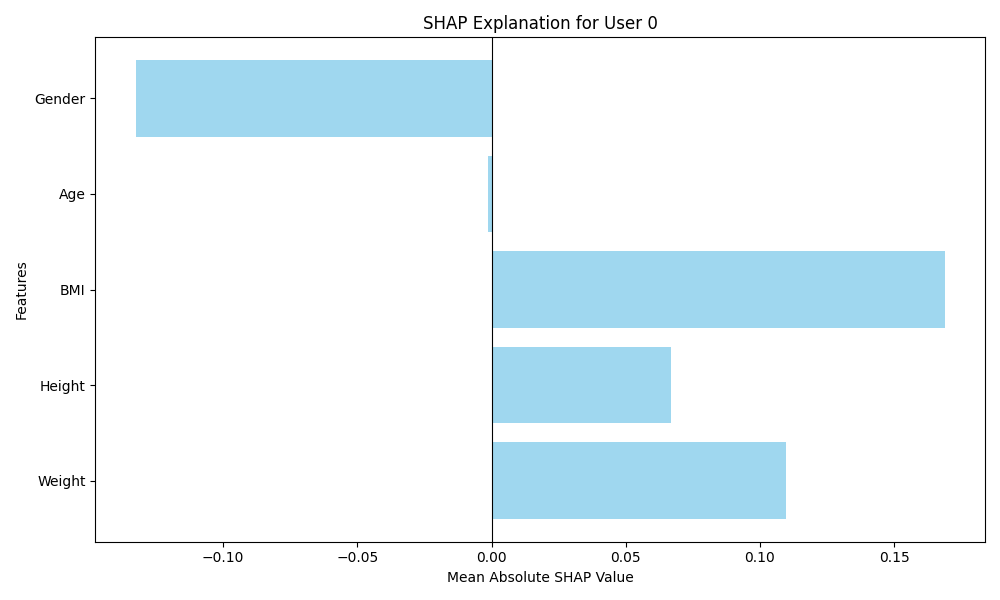 SHAP Explanation for User 0
Features
Gender
Age
BMI
Height
Weight
−0.10 −0.05 0.00 0.05 0.10 0.15
Mean Absolute SHAP Value